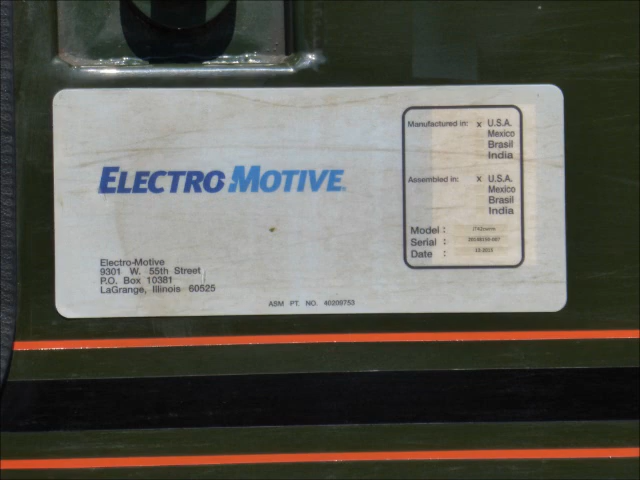 ELECTRO-MOTIVE
Electro-Motive
9301 W. 55th Street
P.O. Box 10381
LaGrange, Illinois 60525
ASM PT. NO. 40209753
Manufactured in: x U.S.A.
Mexico
Brasil
India
Assembled in: x U.S.A.
Mexico
Brasil
India
Model :
Serial :
Date :